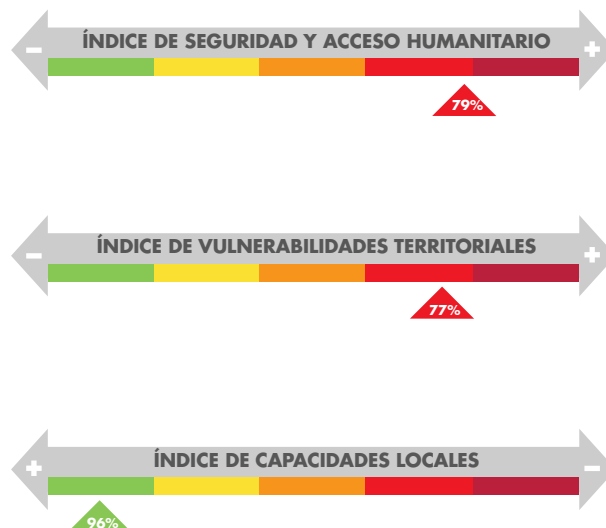 ÍNDICE DE SEGURIDAD Y ACCESO HUMANITARIO
79%
ÍNDICE DE VULNERABILIDADES TERRITORIALES
77%
ÍNDICE DE CAPACIDADES LOCALES
96%